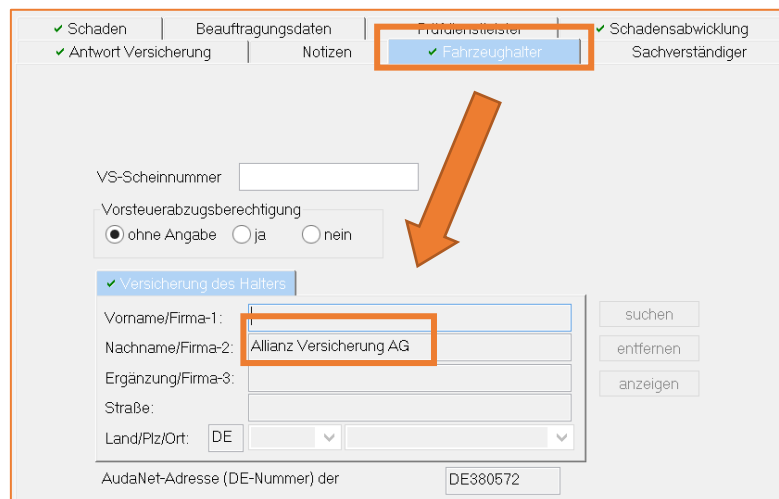 Schaden Beauftragungsdaten Prüfdienstleister Schadensabwicklung
Antwort Versicherung Notizen Fahrzeughalter Sachverständiger
VS-Scheinnummer
Vorsteuerabzugsberechtigung
ohne Angabe ja nein
Versicherung des Halters
Vorname/Firma-1: suchen
Nachname/Firma-2: Allianz Versicherung AG entfernen
Ergänzung/Firma-3: anzeigen
Straße:
Land/Plz/Ort: DE
AudaNet-Adresse (DE-Nummer) der DE380572